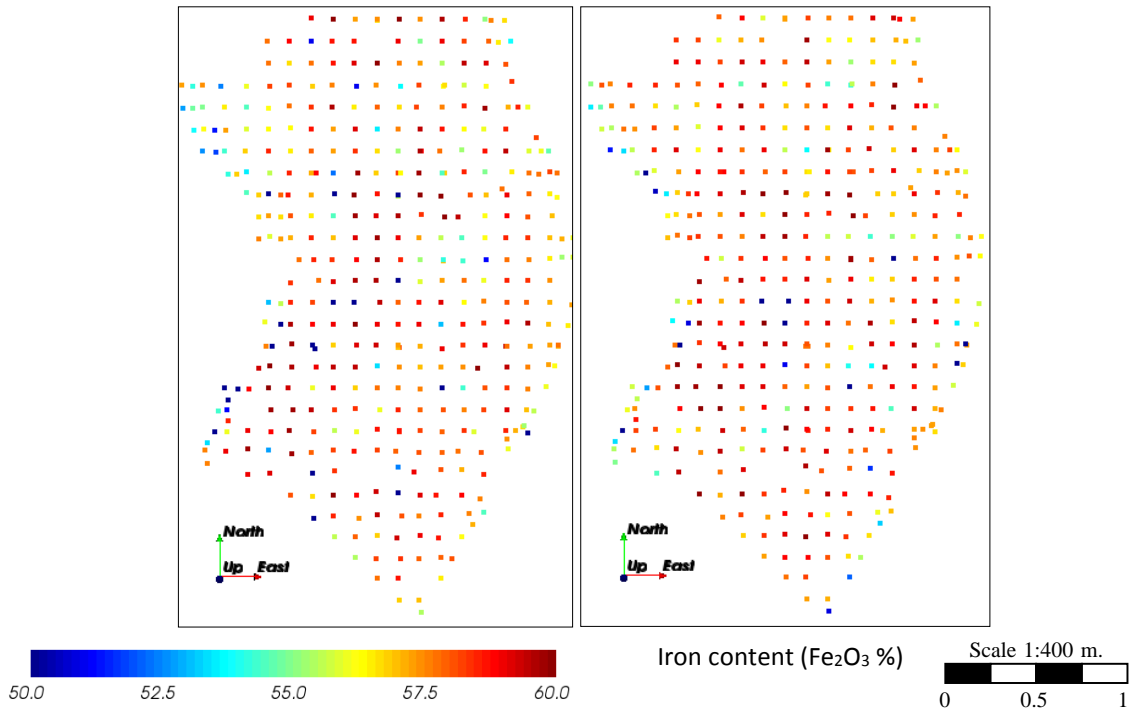 North
Up East
North
Up East
50.0 52.5 55.0 57.5 60.0
Iron content (Fe₂O₃ %)
Scale 1:400 m.
0 0.5 1